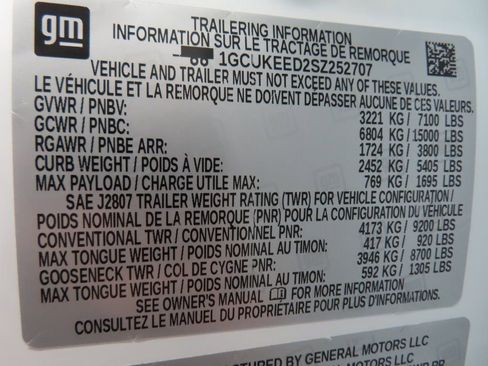 gm
TRAILERING INFORMATION
INFORMATION SUR LE TRACTAGE DE REMORQUE
1GCUKEED2SZ252707
VEHICLE AND TRAILER MUST NOT EXCEED ANY OF THESE VALUES.
LE VÉHICULE ET LA REMORQUE NE DOIVENT DÉPASSER AUCUNE DE CES VALEURS.
GVWR / PNBV: 3221 KG / 7100 LBS
GCWR / PNBC: 6804 KG / 15000 LBS
RGAWR / PNBE ARR: 1724 KG / 3800 LBS
CURB WEIGHT / POIDS À VIDE: 2452 KG / 5405 LBS
MAX PAYLOAD / CHARGE UTILE MAX: 769 KG / 1695 LBS
SAE J2807 TRAILER WEIGHT RATING (TWR) FOR VEHICLE CONFIGURATION /
POIDS NOMINAL DE LA REMORQUE (PNR) POUR LA CONFIGURATION DU VÉHICULE
CONVENTIONAL TWR / CONVENTIONEL PNR: 4173 KG / 9200 LBS
MAX TONGUE WEIGHT / POIDS NOMINAL AU TIMON: 417 KG / 920 LBS
GOOSENECK TWR / COL DE CYGNE PNR: 3946 KG / 8700 LBS
MAX TONGUE WEIGHT / POIDS NOMINAL AU TIMON: 592 KG / 1305 LBS
SEE OWNER'S MANUAL FOR MORE INFORMATION
CONSULTEZ LE MANUEL DU PROPRIÉTAIRE POUR PLUS D'INFORMATION
BY GENERAL MOTORS LLC
MOTORS LLC